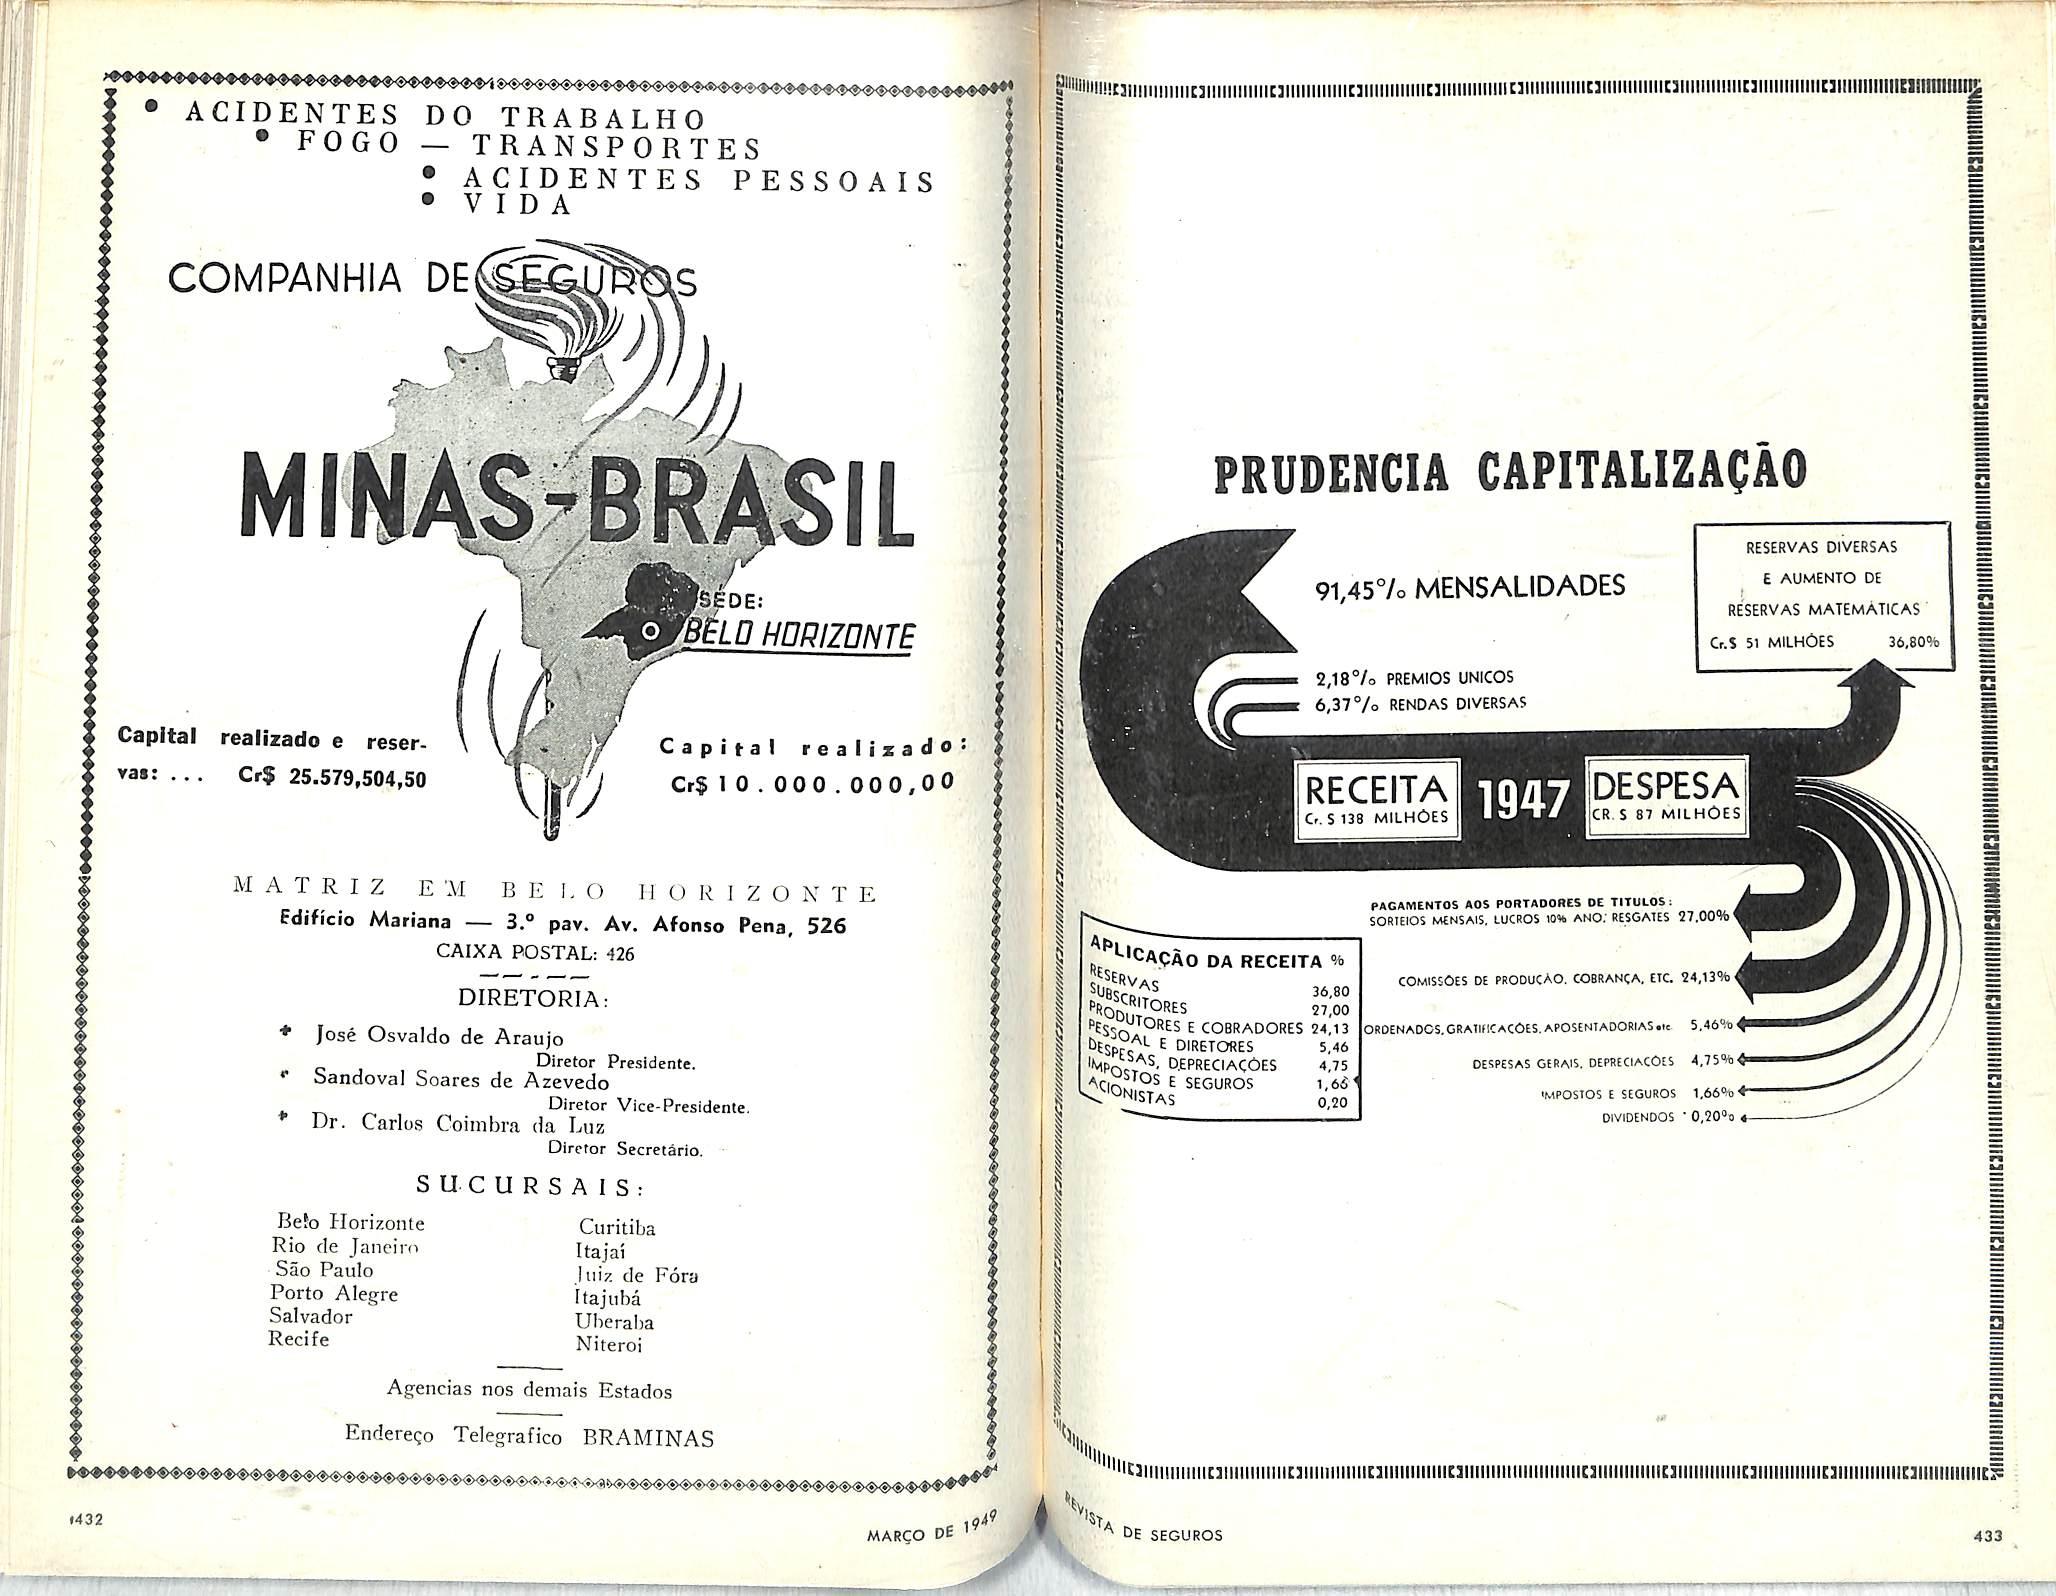 • ACIDENTES DO TRABALHO
• FOGO — TRANSPORTES
• ACIDENTES PESSOAIS
• VIDA
COMPANHIA DE SEGUROS
MINAS-BRASIL
SÉDE:
BELO HORIZONTE
Capital realizado e reser-
vas: ... Cr$ 25.579,504,50
Capital realizado:
Cr$ 10.000.000,00
MATRIZ EM BELO HORIZONTE
Edifício Mariana — 3.º pav. Av. Afonso Pena, 526
CAIXA POSTAL: 426
DIRETORIA:
José Osvaldo de Araujo
Diretor Presidente.
Sandoval Soares de Azevedo
Diretor Vice-Presidente.
Dr. Carlos Coimbra da Luz
Diretor Secretário.
SUCURSAIS:
Belo Horizonte
Rio de Janeiro
São Paulo
Porto Alegre
Salvador
Recife
Curitiba
Itajaí
Juiz de Fóra
Itajubá
Uberaba
Niteroi
Agencias nos demais Estados
Endereço Telegrafico BRAMINAS
432
MARÇO DE 1949
PRUDENCIA CAPITALIZAÇÃO
91,45% MENSALIDADES
2,18% PREMIOS UNICOS
6,37% RENDAS DIVERSAS
RESERVAS DIVERSAS
E AUMENTO DE
RESERVAS MATEMÁTICAS
Cr.$ 51 MILHÕES 36,80%
RECEITA
Cr. $ 138 MILHÕES
1947
DESPESA
CR. $ 87 MILHÕES
PAGAMENTOS AOS PORTADORES DE TITULOS:
SORTEIOS MENSAIS, LUCROS 10% ANO; RESGATES 27,00%
COMISSÕES DE PRODUÇÃO, COBRANÇA, ETC. 24,13%
ORDENADOS, GRATIFICAÇÕES, APOSENTADORIAS etc 5,46%
DESPESAS GERAIS, DEPRECIAÇÕES 4,75%
IMPOSTOS E SEGUROS 1,66%
DIVIDENDOS 0,20%
APLICAÇÃO DA RECEITA %
RESERVAS 36,80
SUBSCRITORES 27,00
PRODUTORES E COBRADORES 24,13
PESSOAL E DIRETORES 5,46
DESPESAS, DEPRECIAÇÕES 4,75
IMPOSTOS E SEGUROS 1,66
ACIONISTAS 0,20
REVISTA DE SEGUROS
433